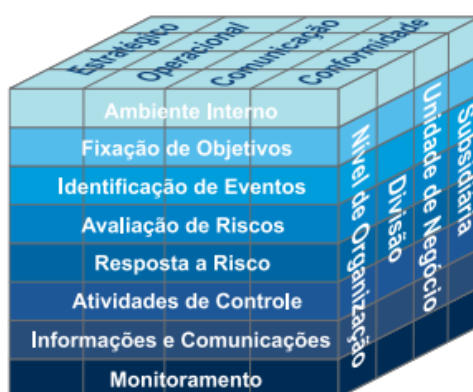 Estratégico
Operacional
Comunicação
Conformidade
Ambiente Interno
Fixação de Objetivos
Identificação de Eventos
Avaliação de Riscos
Resposta a Risco
Atividades de Controle
Informações e Comunicações
Monitoramento
Nível de Organização
Divisão
Unidade de Negócio
Subsidiária